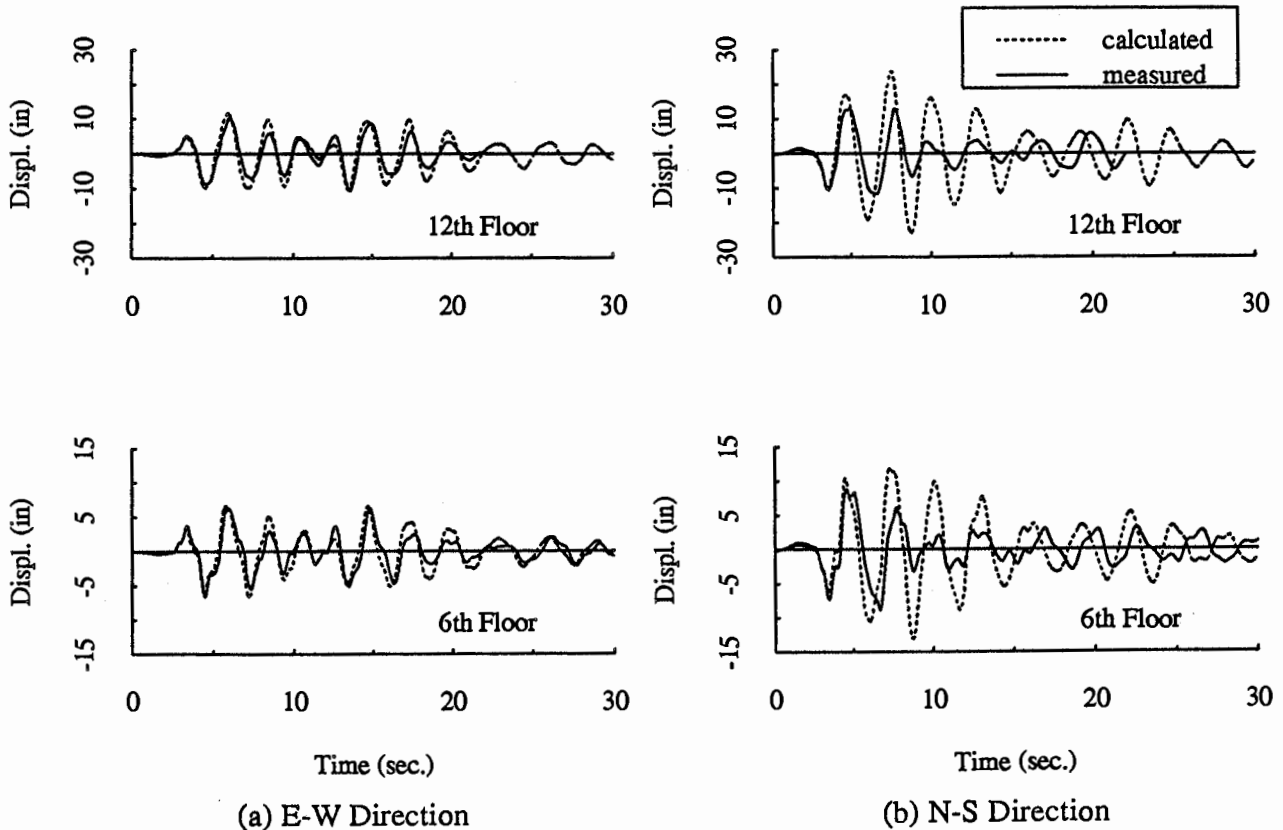 calculated
measured
Displ. (in)
30
10
-10
-30
12th Floor
0 10 20 30
Displ. (in)
30
10
-10
-30
12th Floor
0 10 20 30
Displ. (in)
15
5
-5
-15
6th Floor
0 10 20 30
Time (sec.)
(a) E-W Direction
Displ. (in)
15
5
-5
-15
6th Floor
0 10 20 30
Time (sec.)
(b) N-S Direction